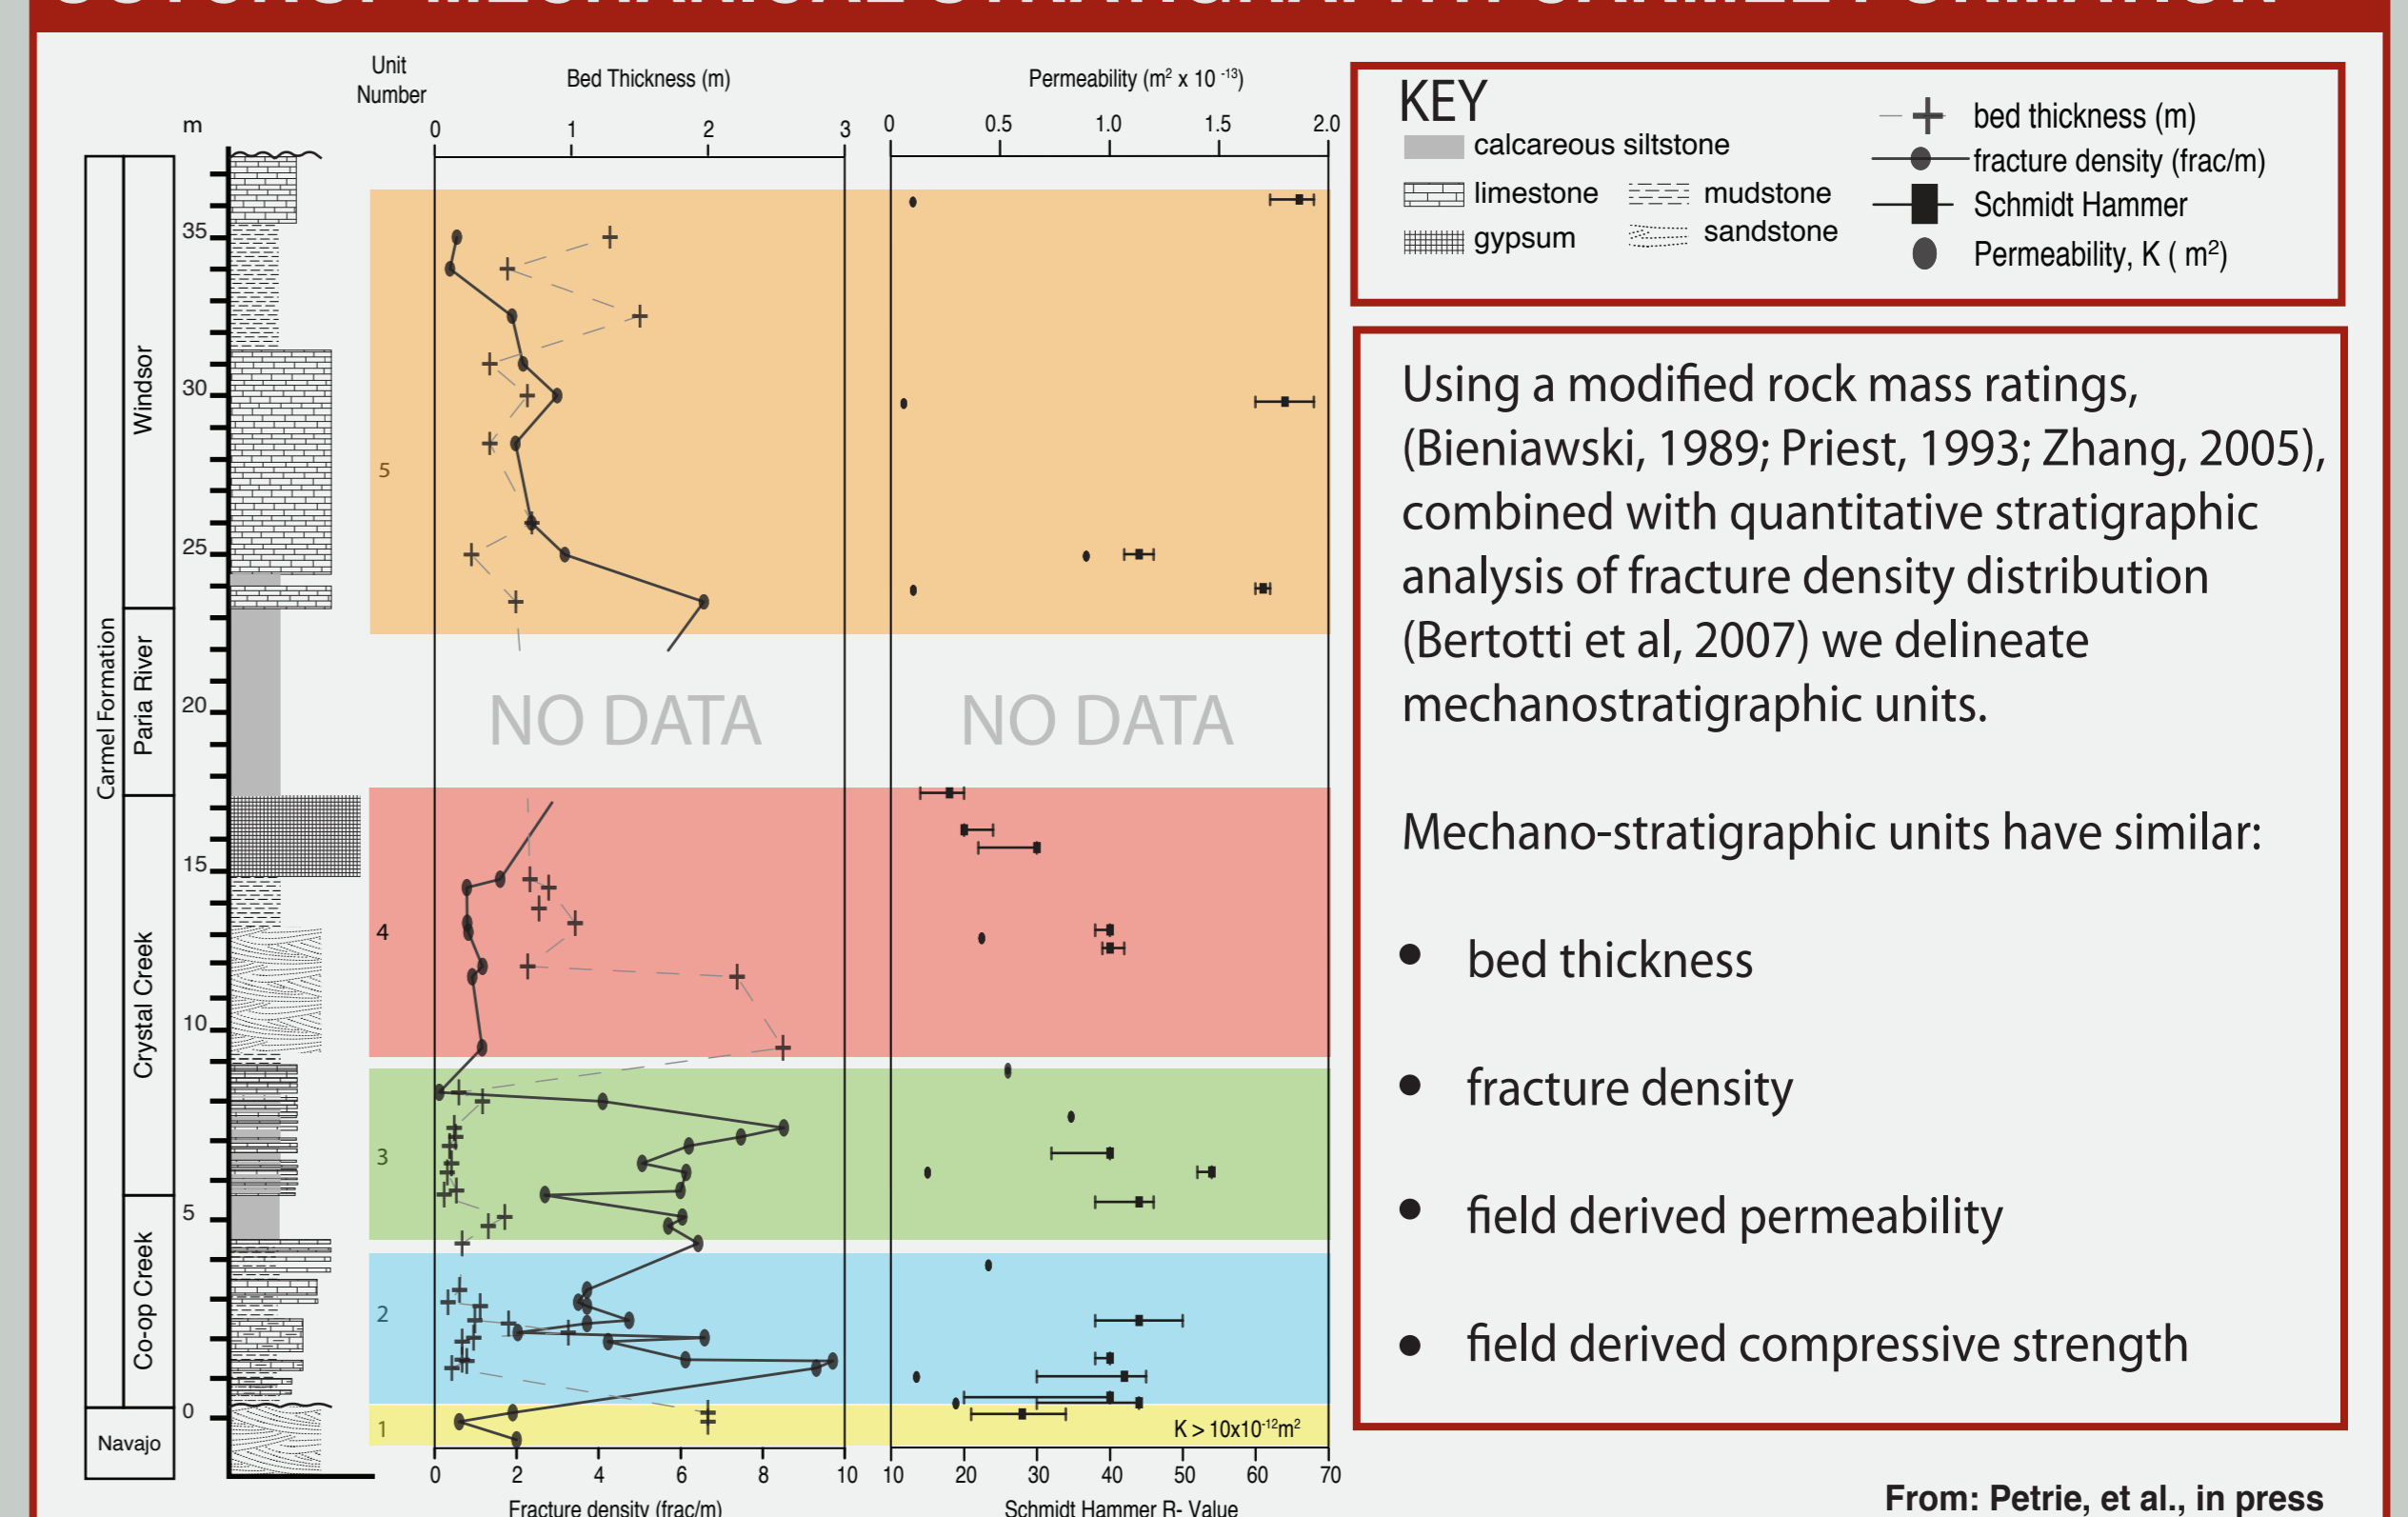 OUTCROP MECHANICAL STRATIGRAPHY: CARMEL FORMATION
Unit
Number
Bed Thickness (m)
Permeability (m² x 10 -13)
m
0 1 2 3
0 0.5 1.0 1.5 2.0
35
30
25
20
15
10
5
0
Carmel Formation
Windsor
Paria River
Crystal Creek
Co-op Creek
Navajo
5
NO DATA
NO DATA
4
3
2
1
K > 10x10-12m²
0 2 4 6 8 10
10 20 30 40 50 60 70
Fracture density (frac/m)
Schmidt Hammer R- Value
KEY
calcareous siltstone
limestone
mudstone
gypsum
sandstone
bed thickness (m)
fracture density (frac/m)
Schmidt Hammer
Permeability, K ( m²)
Using a modified rock mass ratings,
(Bieniawski, 1989; Priest, 1993; Zhang, 2005),
combined with quantitative stratigraphic
analysis of fracture density distribution
(Bertotti et al, 2007) we delineate
mechanostratigraphic units.
Mechano-stratigraphic units have similar:
• bed thickness
• fracture density
• field derived permeability
• field derived compressive strength
From: Petrie, et al., in press